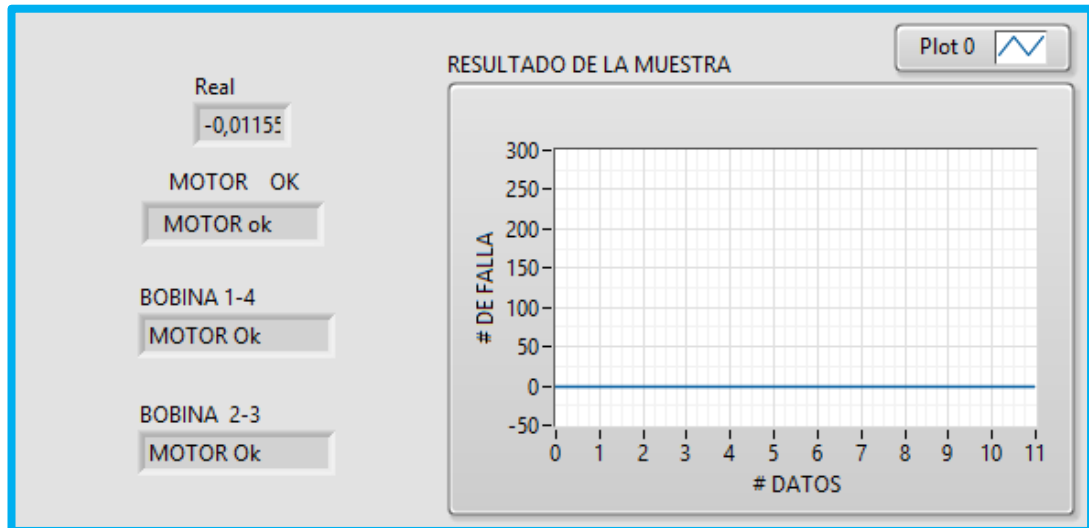 Real
-0,01155
MOTOR OK
MOTOR ok
BOBINA 1-4
MOTOR Ok
BOBINA 2-3
MOTOR Ok
RESULTADO DE LA MUESTRA
Plot 0
# DE FALLA
300
250
200
150
100
50
0
-50
0 1 2 3 4 5 6 7 8 9 10 11
# DATOS